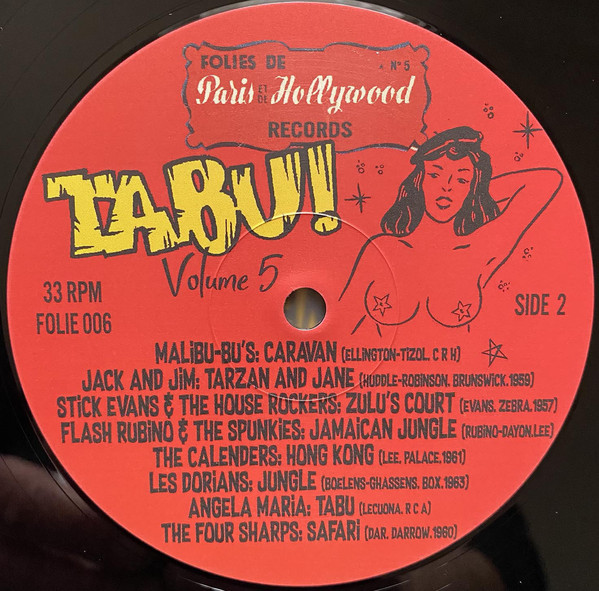 FOLIES DE
* N° 5
Paris ET DE Hollywood
RECORDS
TABU!
Volume 5
33 RPM
FOLIE 006
SIDE 2
MALIBU-BU'S: CARAVAN (ELLINGTON-TIZOL. C R H)
JACK AND JIM: TARZAN AND JANE (HUDDLE-ROBINSON. BRUNSWICK.1959)
STICK EVANS & THE HOUSE ROCKERS: ZULU'S COURT (EVANS. ZEBRA.1957)
FLASH RUBINO & THE SPUNKIES: JAMAICAN JUNGLE (RUBINO-DAYON.LEE)
THE CALENDERS: HONG KONG (LEE. PALACE.1961)
LES DORIANS: JUNGLE (BOELENS-GHASSENS. BOX.1963)
ANGELA MARIA: TABU (LECUONA. R C A)
THE FOUR SHARPS: SAFARI (DAR. DARROW.1960)